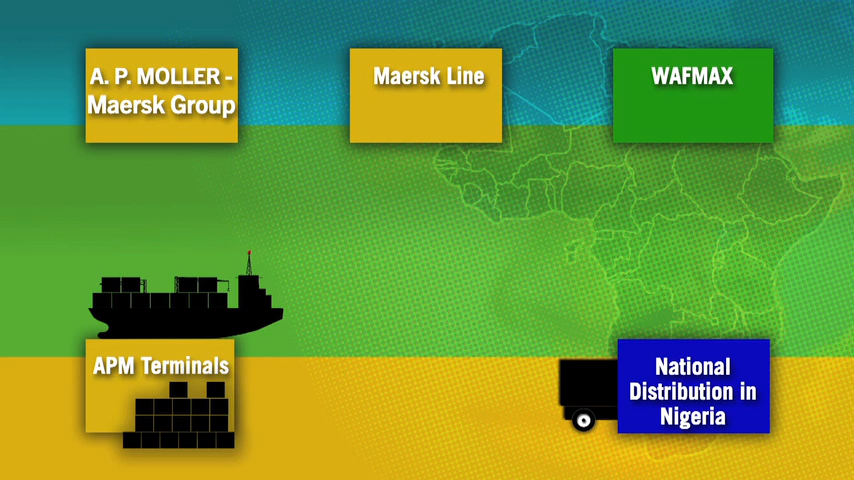 A. P. MOLLER -
Maersk Group
Maersk Line
WAFMAX
APM Terminals
National
Distribution in
Nigeria